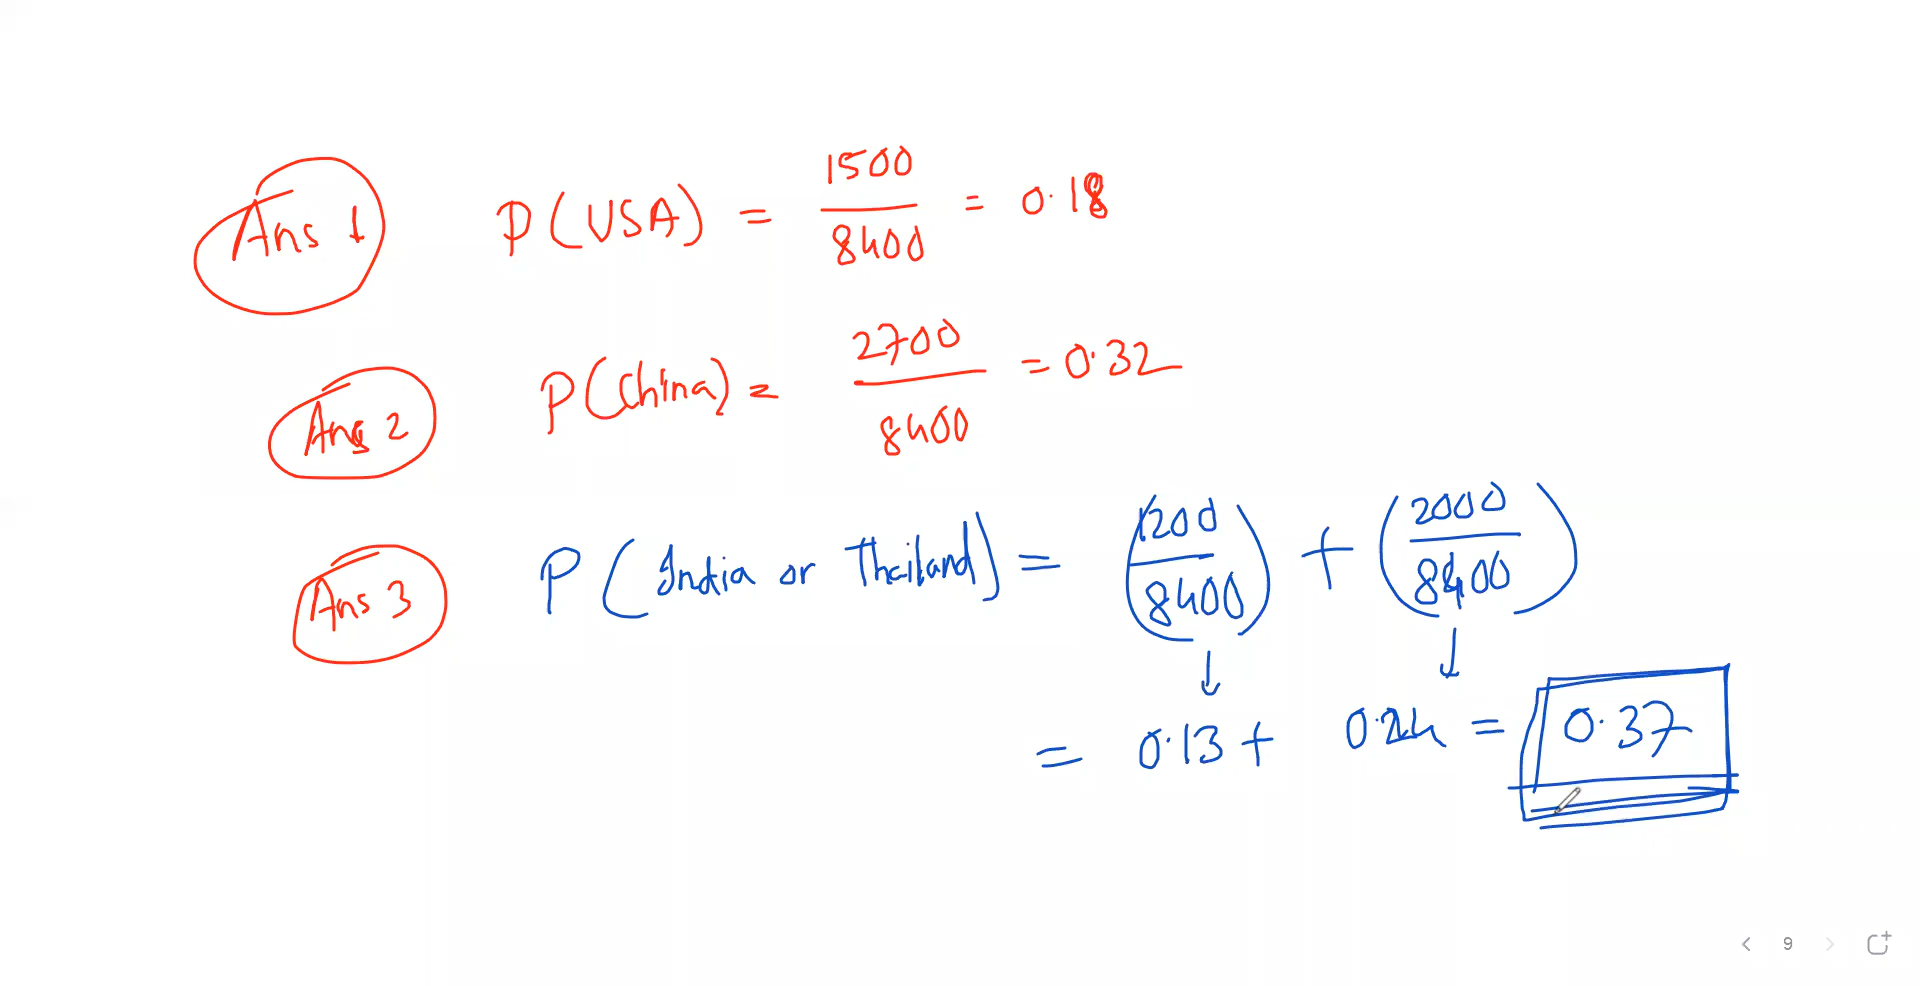 Ans 1 P(USA) = 1500/8400 = 0.18
Ans 2 P(China) = 2700/8400 = 0.32
Ans 3 P(India or Thailand) = (1200/8400) + (2000/8400)
= 0.13 + 0.24 = 0.37
9